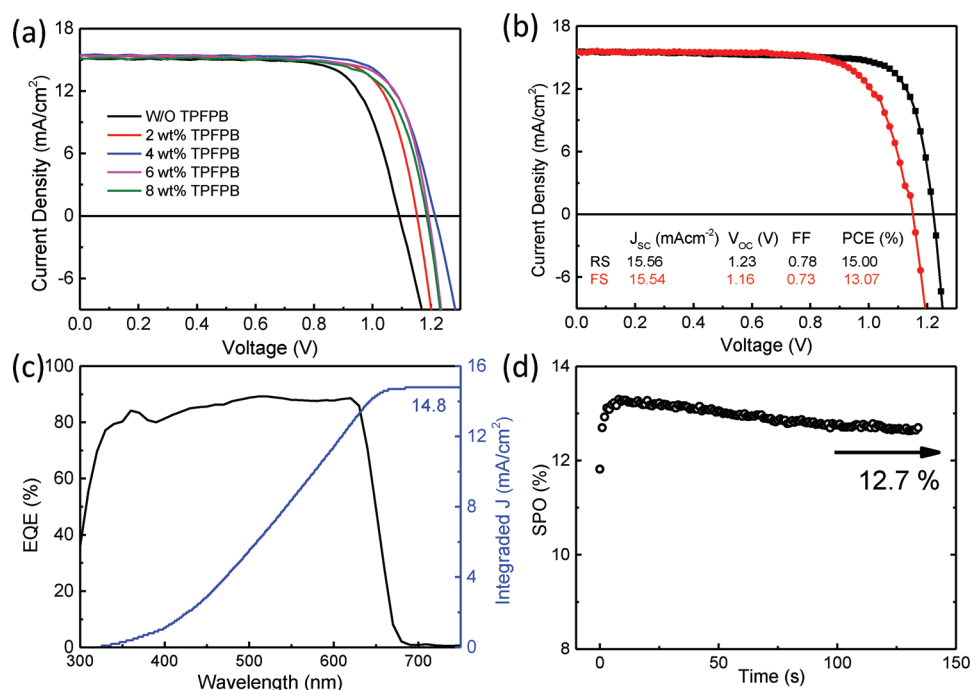 (a)
18
12
6
0
-6
Current Density (mA/cm²)
W/O TPFPB
2 wt% TPFPB
4 wt% TPFPB
6 wt% TPFPB
8 wt% TPFPB
0.0 0.2 0.4 0.6 0.8 1.0 1.2
Voltage (V)
(b)
18
12
6
0
-6
Current Density (mA/cm²)
J_SC (mAcm⁻²) V_OC (V) FF PCE (%)
RS 15.56 1.23 0.78 15.00
FS 15.54 1.16 0.73 13.07
0.0 0.2 0.4 0.6 0.8 1.0 1.2
Voltage (V)
(c)
100
80
60
40
20
0
EQE (%)
16
12
8
4
0
Integraded J (mA/cm²)
14.8
300 400 500 600 700
Wavelength (nm)
(d)
14
13
12
11
10
9
8
SPO (%)
12.7 %
0 50 100 150
Time (s)